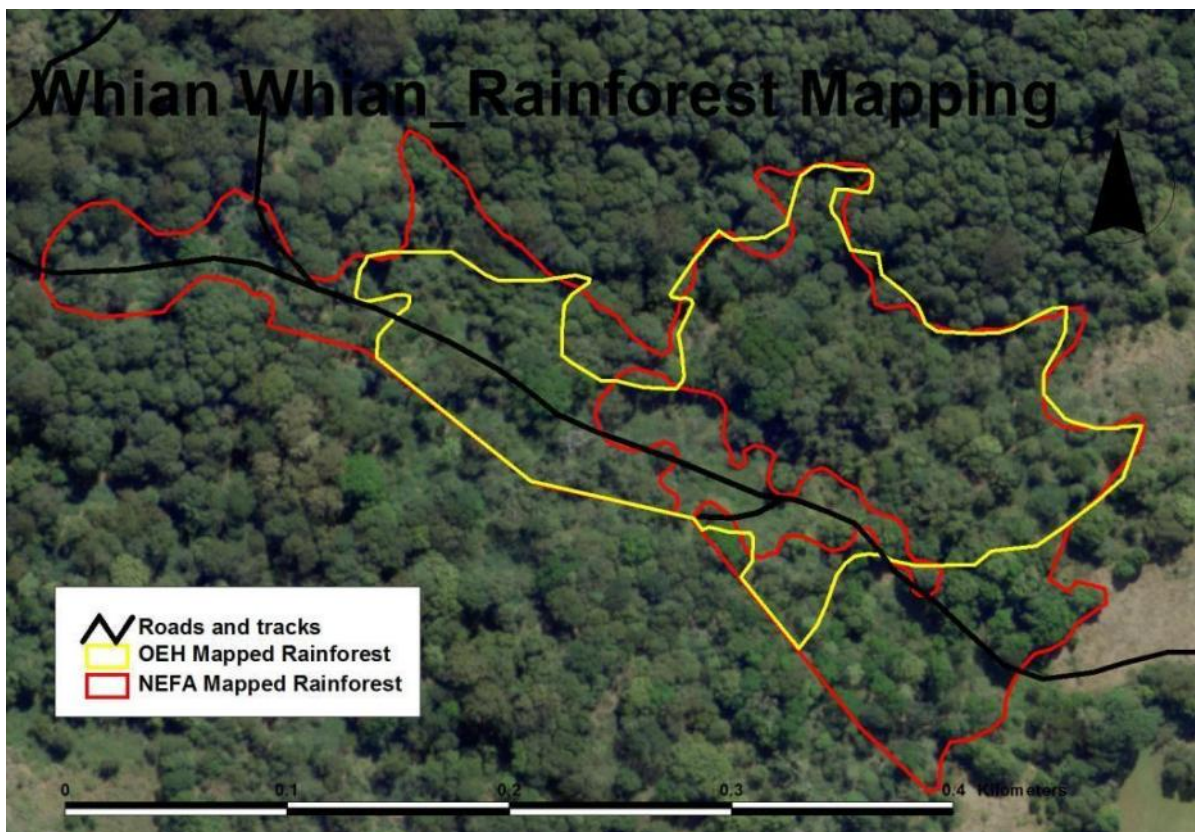 Whian Whian_Rainforest Mapping
Roads and tracks
OEH Mapped Rainforest
NEFA Mapped Rainforest
0 0.1 0.2 0.3 0.4 Kilometers